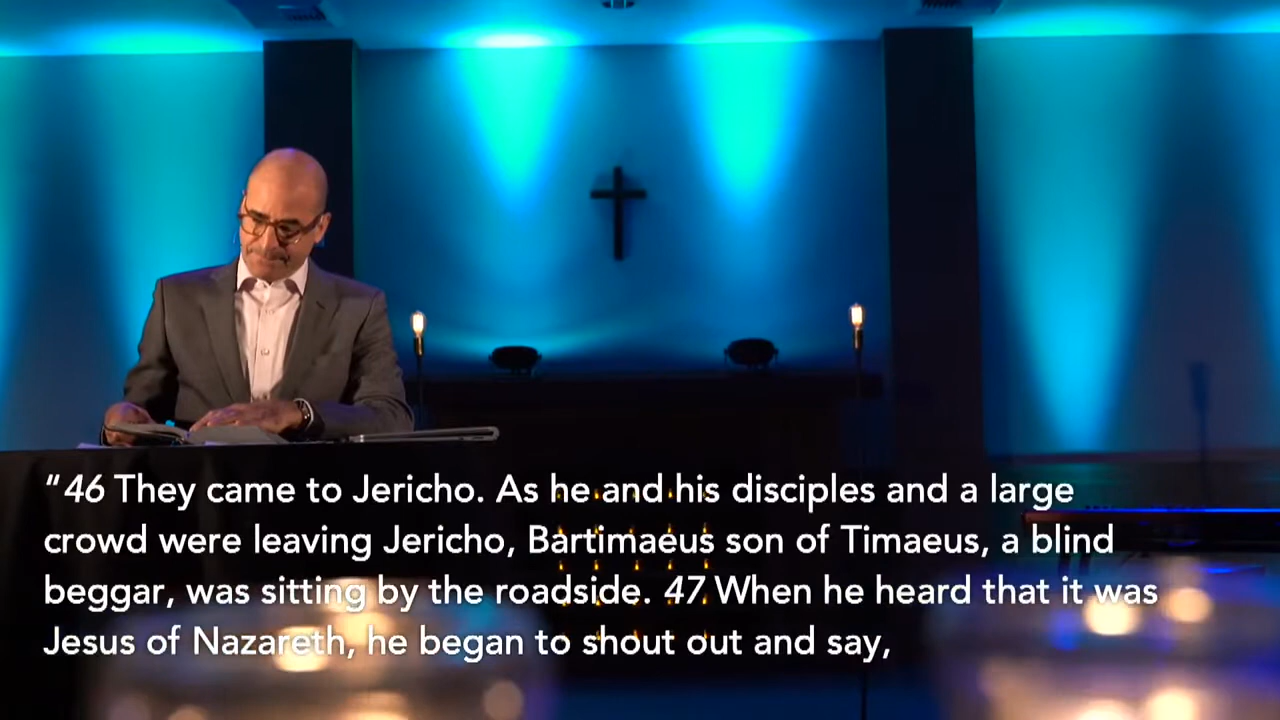 “46 They came to Jericho. As he and his disciples and a large
crowd were leaving Jericho, Bartimaeus son of Timaeus, a blind
beggar, was sitting by the roadside. 47 When he heard that it was
Jesus of Nazareth, he began to shout out and say,